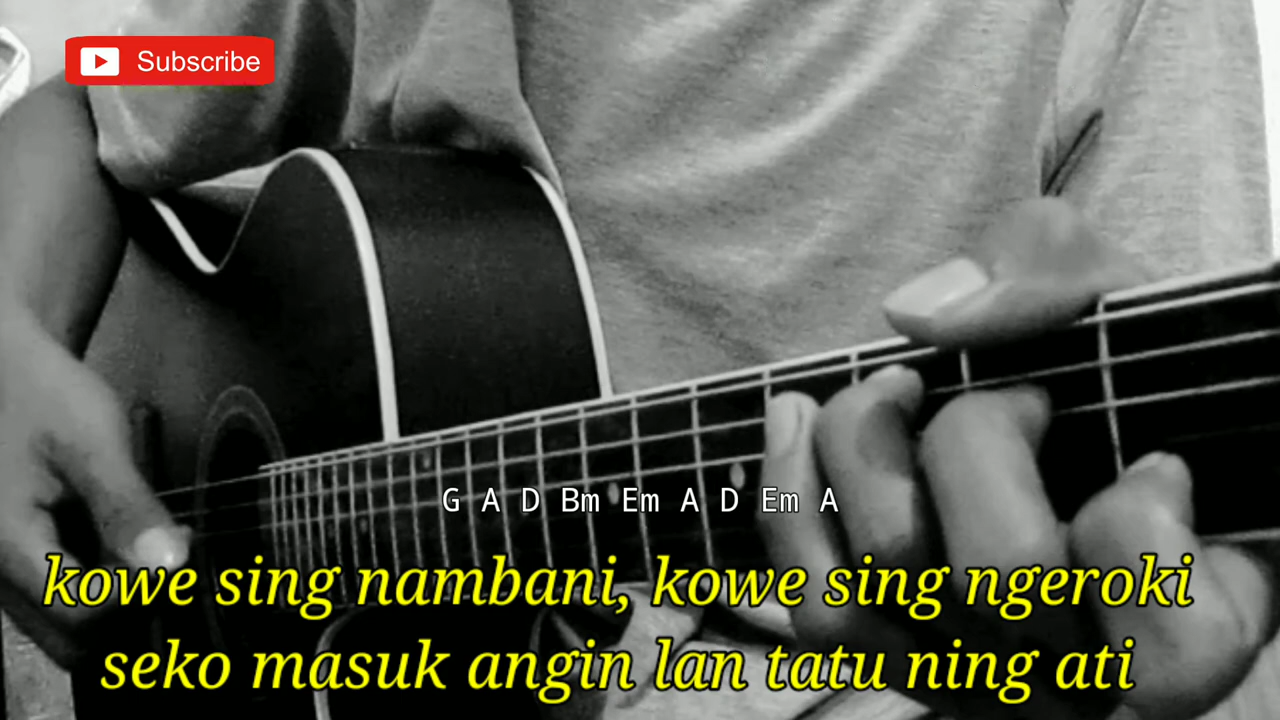 Subscribe
G A D Bm Em A D Em A
kowe sing nambani, kowe sing ngeroki
seko masuk angin lan tatu ning ati